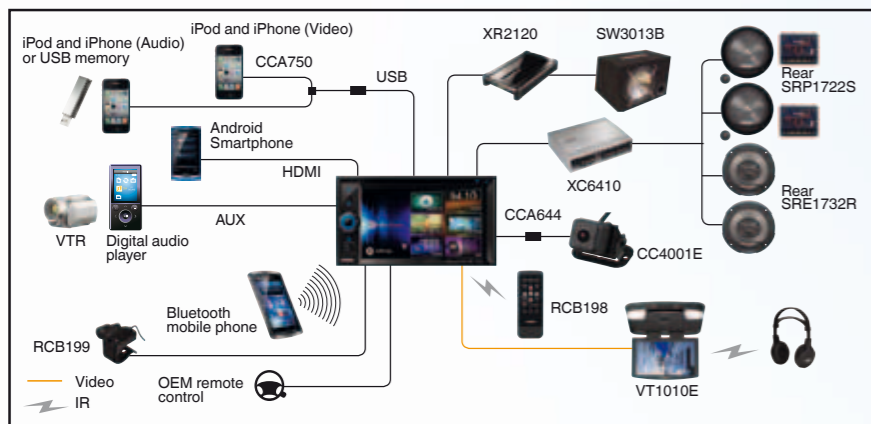 iPod and iPhone (Video)
iPod and iPhone (Audio)
or USB memory
CCA750
USB
XR2120
SW3013B
Rear
SRP1722S
Android
Smartphone
HDMI
XC6410
Rear
SRE1732R
AUX
VTR
Digital audio
player
CCA644
CC4001E
Bluetooth
mobile phone
RCB198
RCB199
OEM remote
control
VT1010E
Video
IR